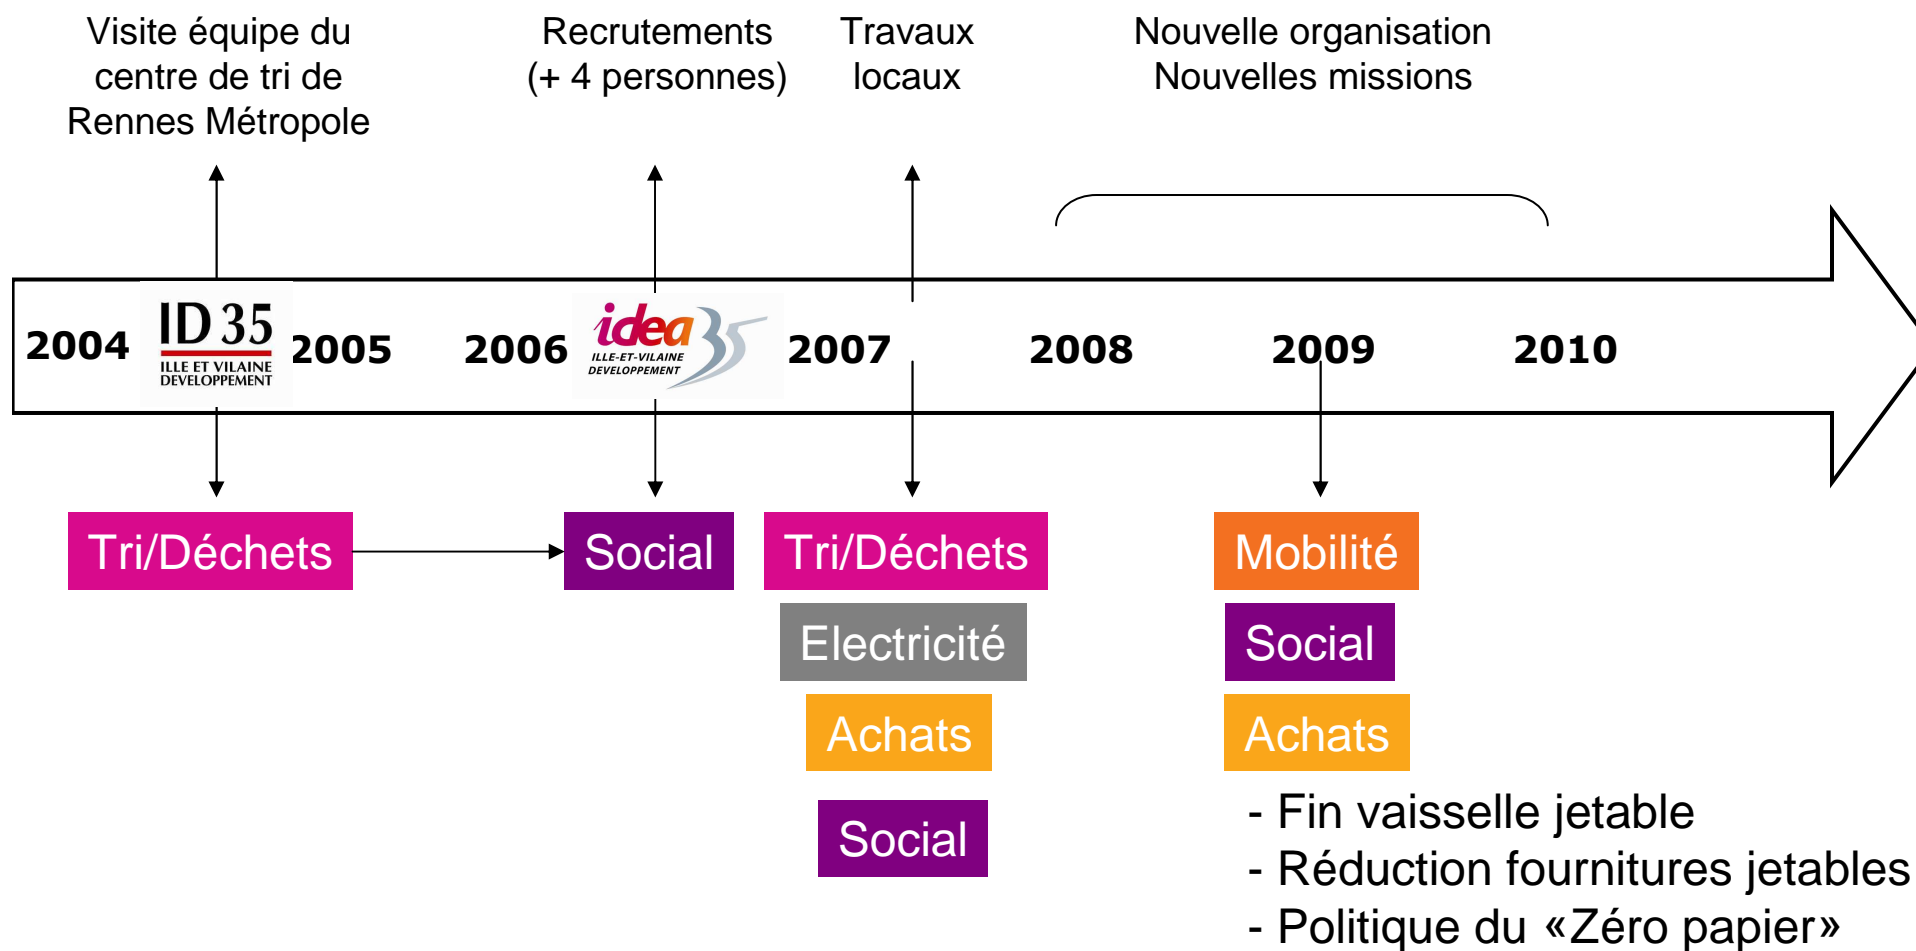 Visite équipe du
centre de tri de
Rennes Métropole
Recrutements
(+ 4 personnes)
Travaux
locaux
Nouvelle organisation
Nouvelles missions
2004
ID 35
ILLE ET VILAINE
DEVELOPPEMENT
2005
2006
idea 35
ILLE-ET-VILAINE
DEVELOPPEMENT
2007
2008
2009
2010
Tri/Déchets
Social
Tri/Déchets
Electricité
Achats
Social
Mobilité
Social
Achats
- Fin vaisselle jetable
- Réduction fournitures jetables
- Politique du «Zéro papier»